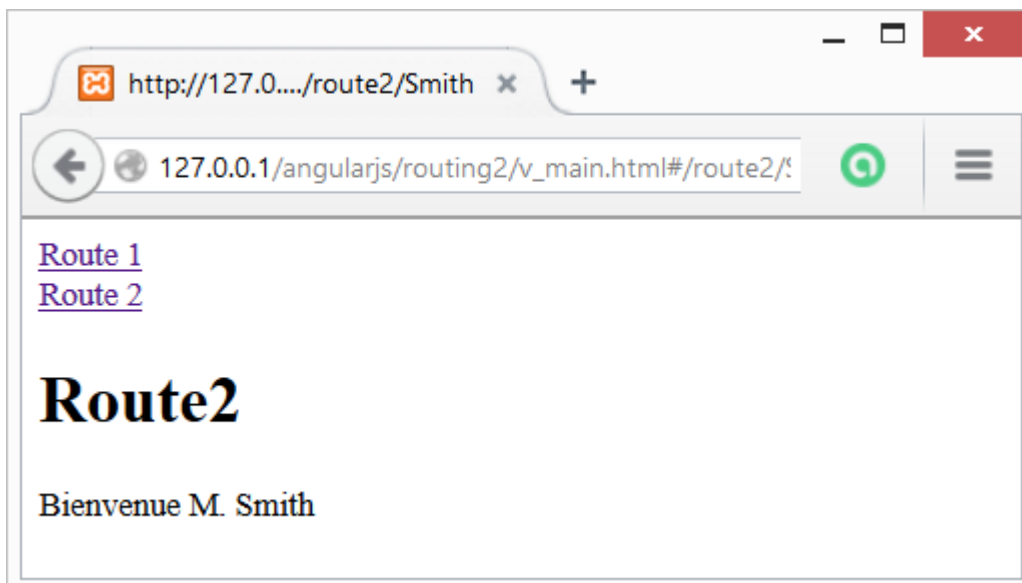 http://127.0..../route2/Smith
127.0.0.1/angularjs/routing2/v_main.html#/route2/
Route 1
Route 2
Route2
Bienvenue M. Smith